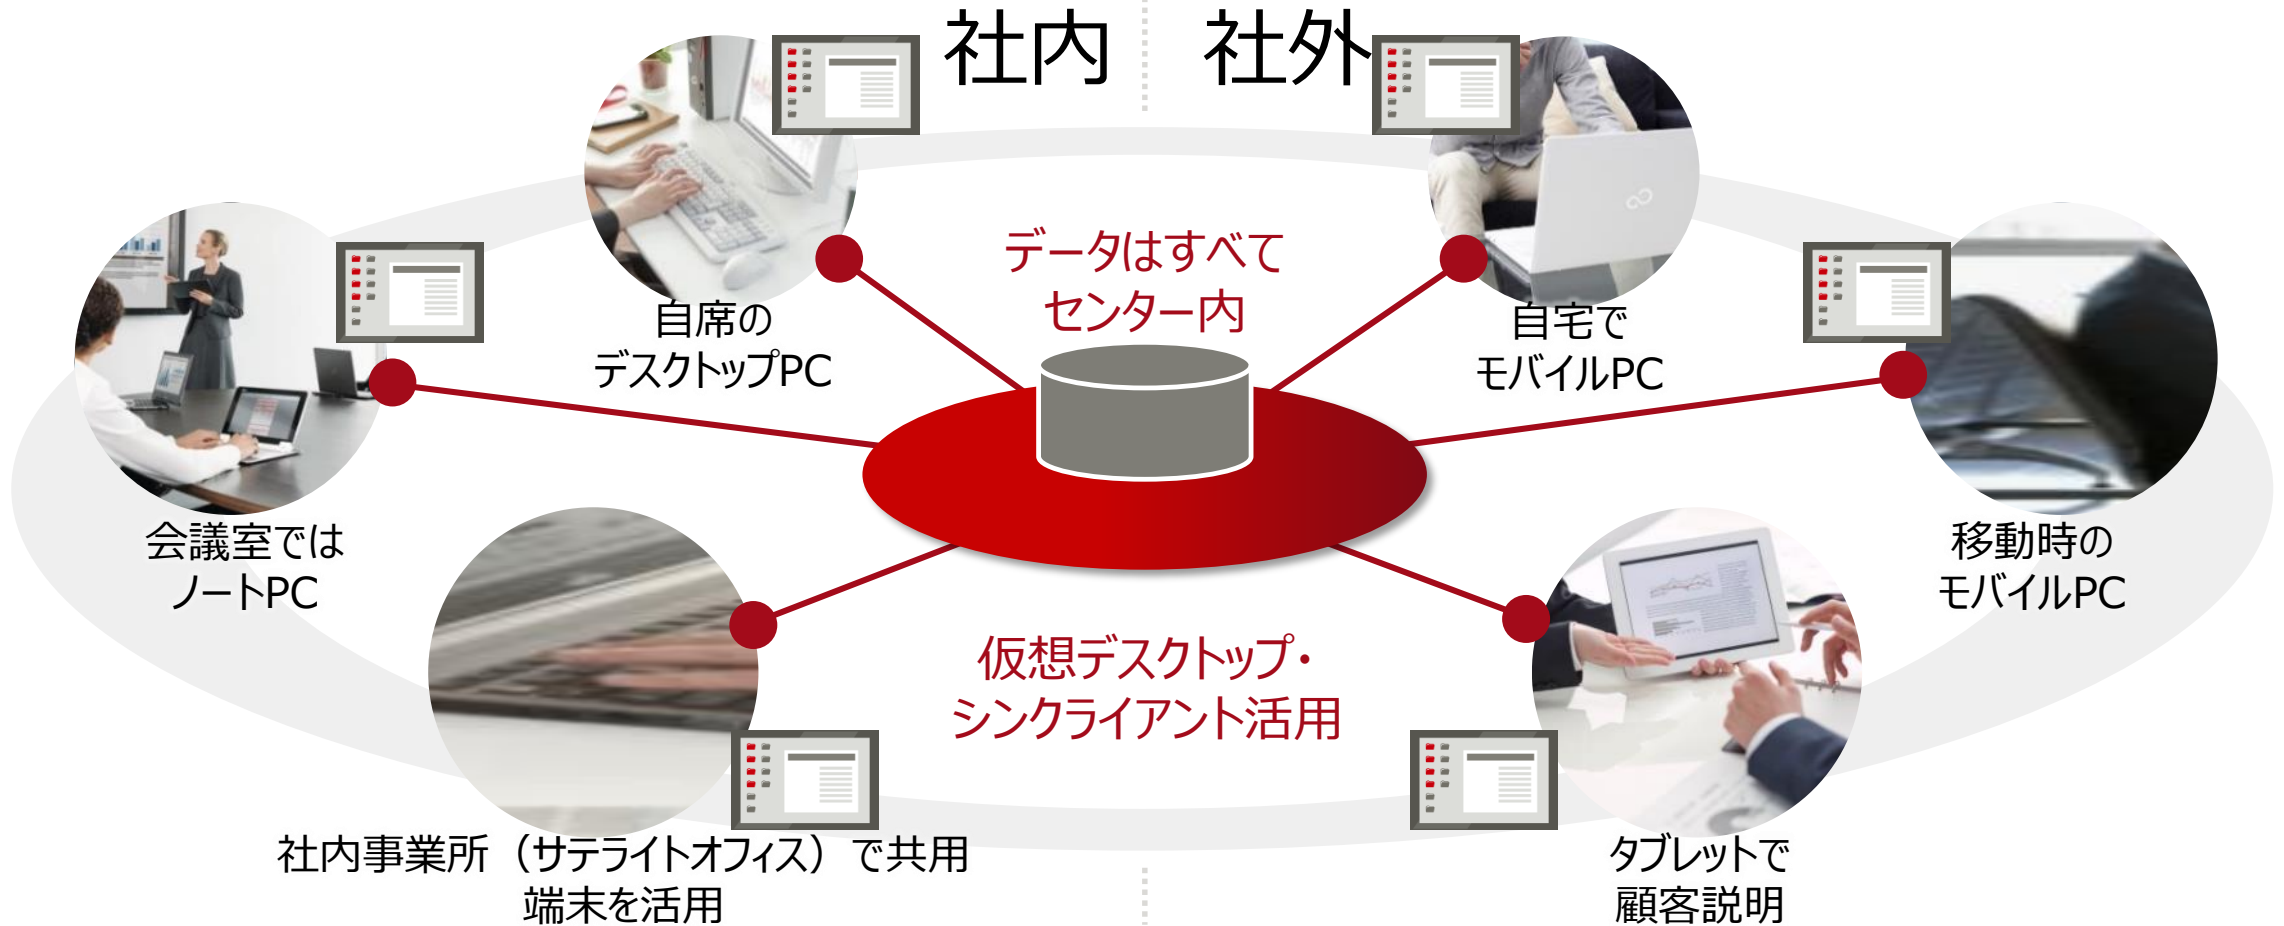 社内
社外
データはすべて
センター内
自席の
デスクトップPC
自宅で
モバイルPC
会議室では
ノートPC
移動時の
モバイルPC
仮想デスクトップ・
シンクライアント活用
社内事業所（サテライトオフィス）で共用
端末を活用
タブレットで
顧客説明